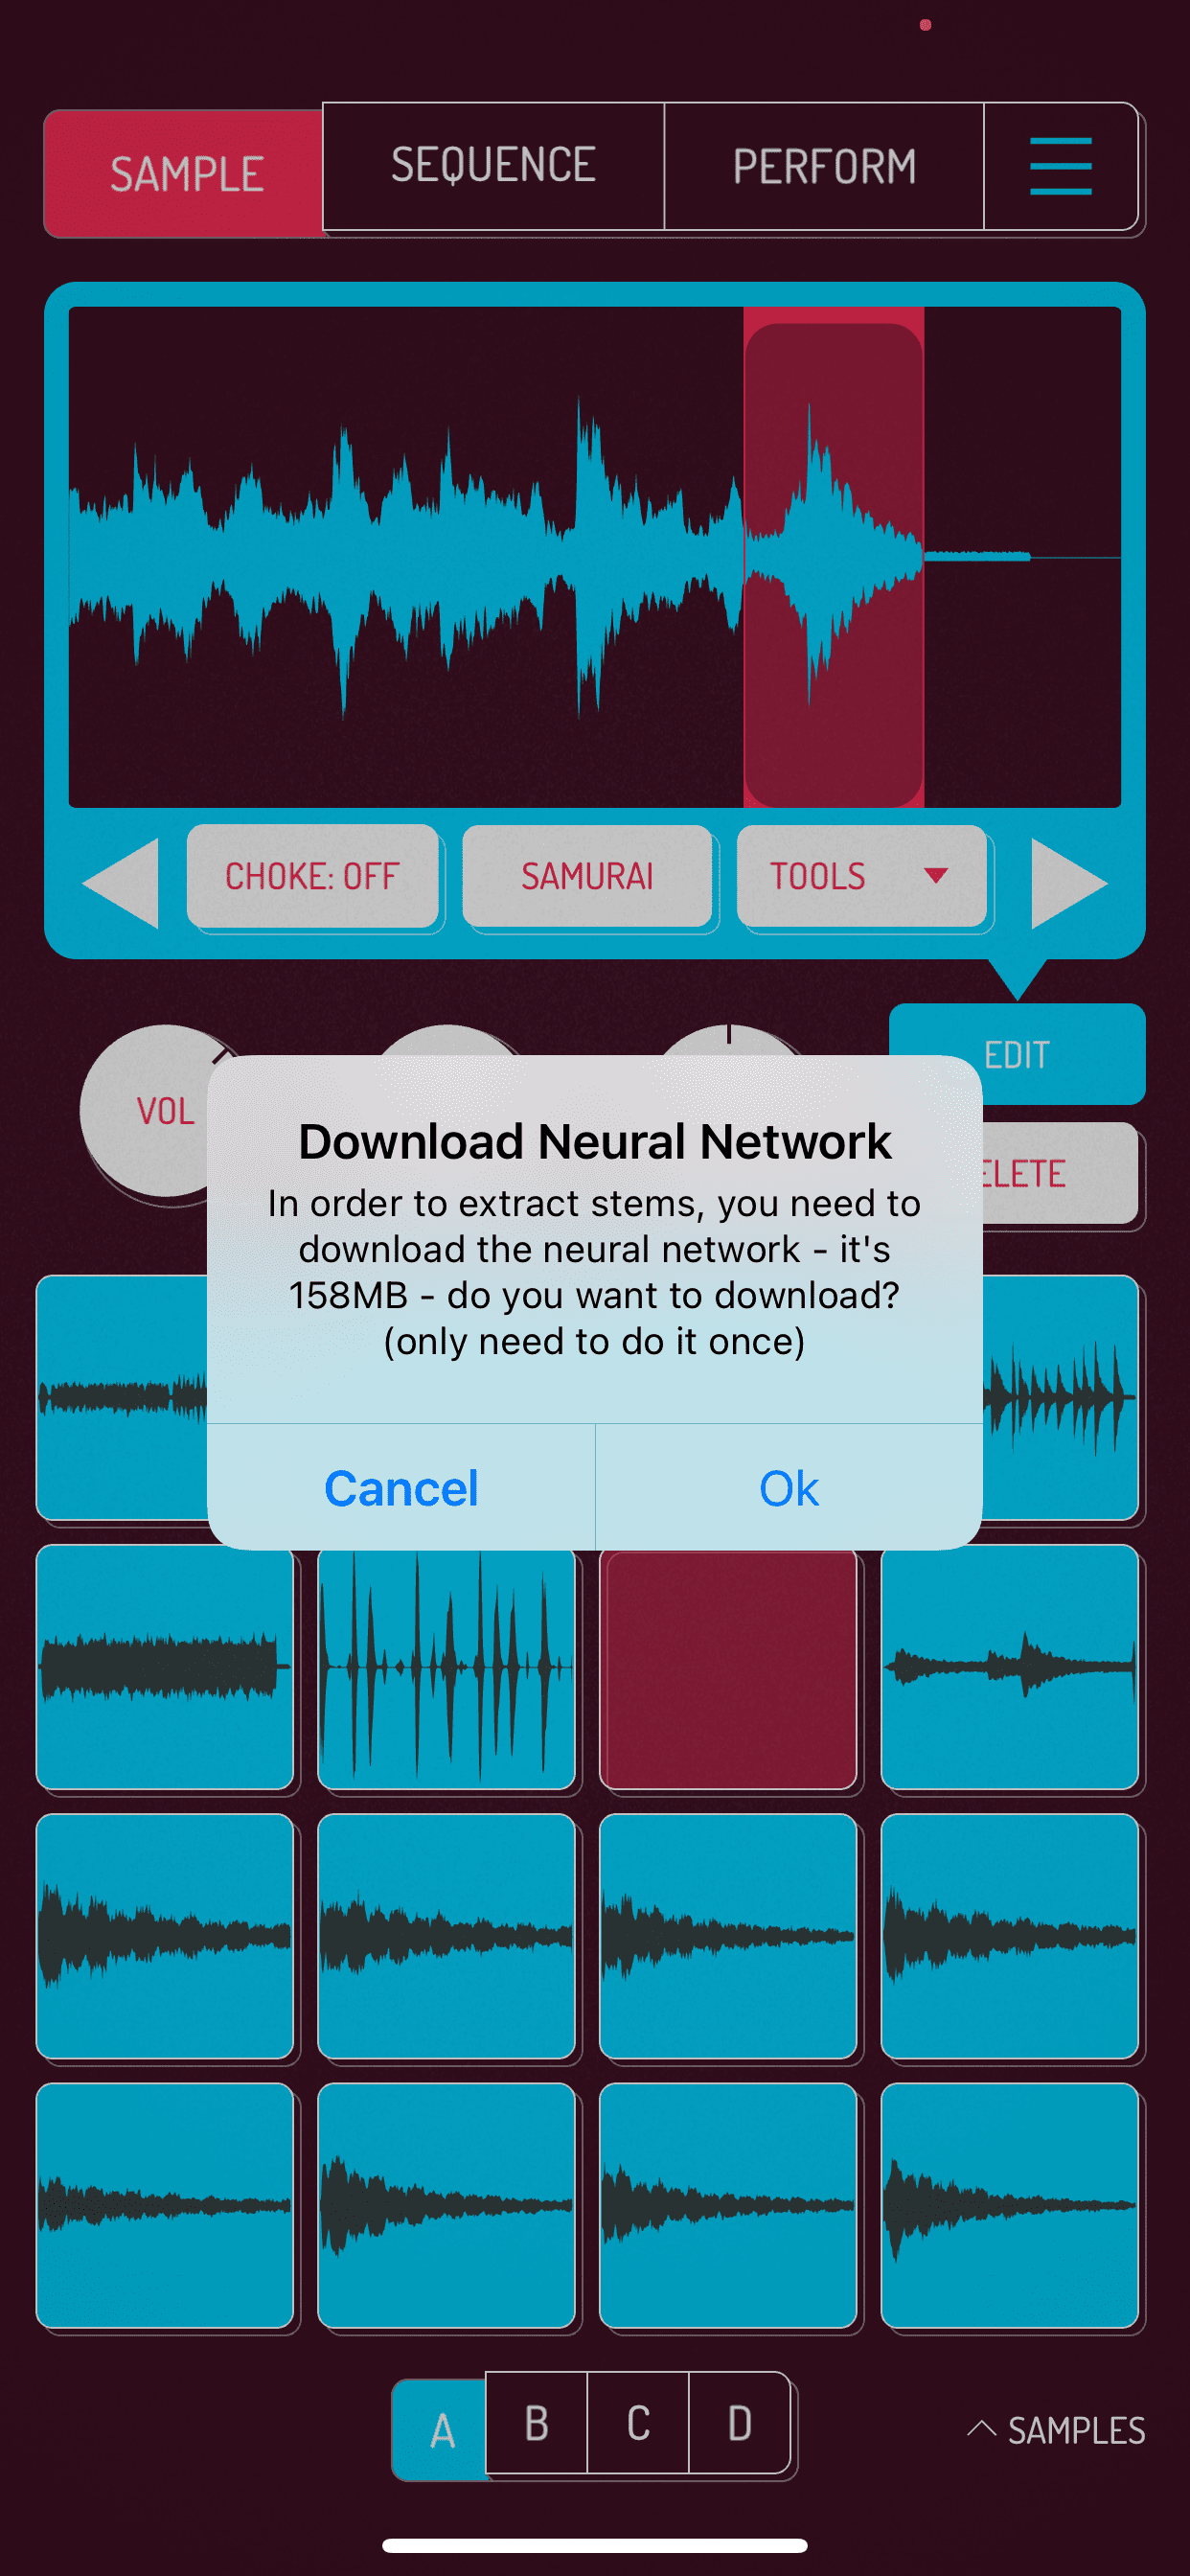 SAMPLE
SEQUENCE
PERFORM
CHOKE: OFF
SAMURAI
TOOLS
EDIT
VOL
Download Neural Network
In order to extract stems, you need to
download the neural network - it's
158MB - do you want to download?
(only need to do it once)
Cancel
Ok
A
B
C
D
SAMPLES